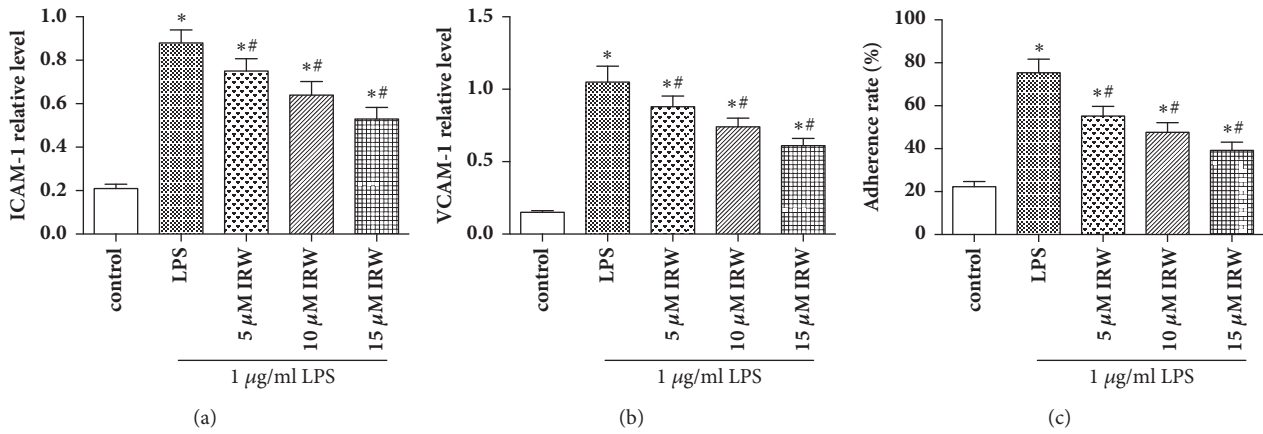 ICAM-1 relative level
1.0
0.8
0.6
0.4
0.2
0.0
*
*#
*#
*#
control
LPS
5 μM IRW
10 μM IRW
15 μM IRW
1 μg/ml LPS
(a)
VCAM-1 relative level
1.5
1.0
0.5
0.0
*
*#
*#
*#
control
LPS
5 μM IRW
10 μM IRW
15 μM IRW
1 μg/ml LPS
(b)
Adherence rate (%)
100
80
60
40
20
0
*
*#
*#
*#
control
LPS
5 μM IRW
10 μM IRW
15 μM IRW
1 μg/ml LPS
(c)